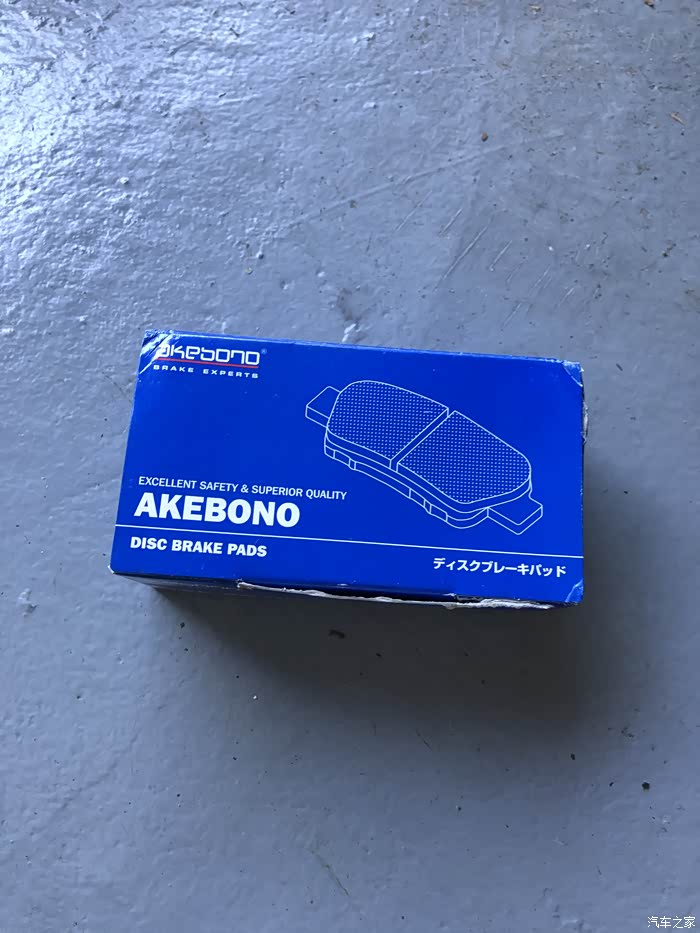 akebono®
BRAKE EXPERTS
EXCELLENT SAFETY & SUPERIOR QUALITY
AKEBONO
DISC BRAKE PADS
ディスクブレーキパッド
汽车之家